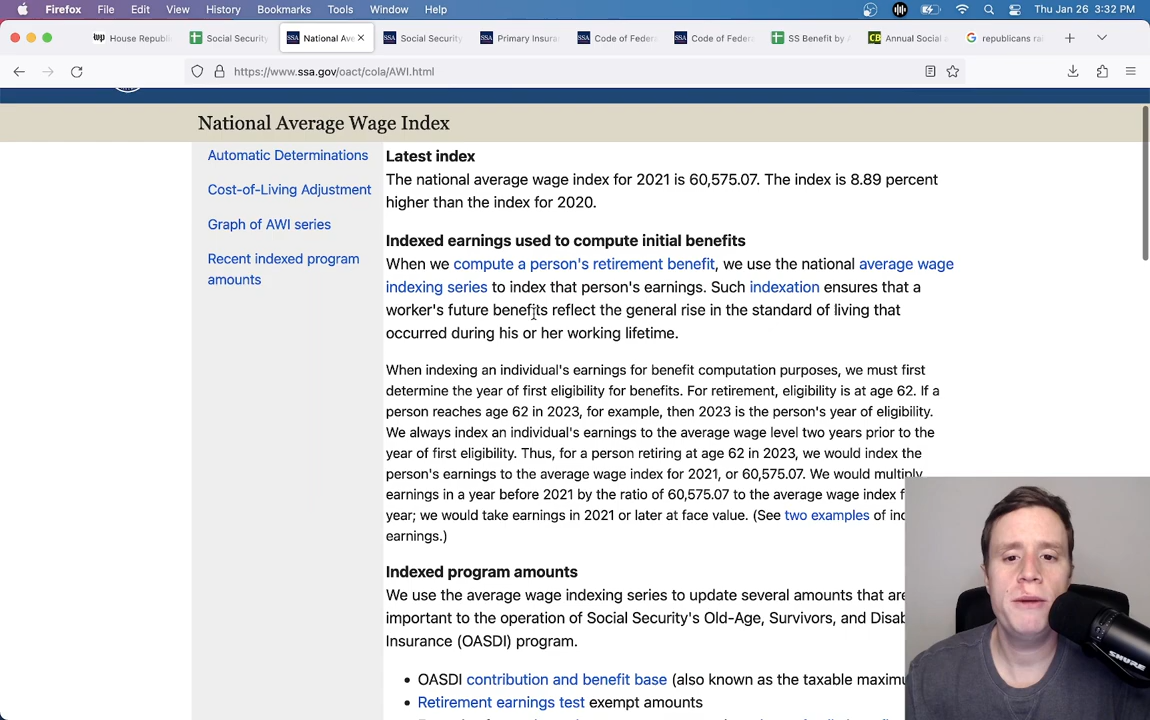 Firefox File Edit View History Bookmarks Tools Window Help Thu Jan 26 3:32 PM
wp House Republi
Social Security
National Ave
Social Security
Primary Insura
Code of Federa
Code of Federa
SS Benefit by A
CB Annual Social
G republicans rai
https://www.ssa.gov/oact/cola/AWI.html
National Average Wage Index
Automatic Determinations
Cost-of-Living Adjustment
Graph of AWI series
Recent indexed program
amounts
Latest index
The national average wage index for 2021 is 60,575.07. The index is 8.89 percent
higher than the index for 2020.
Indexed earnings used to compute initial benefits
When we compute a person's retirement benefit, we use the national average wage
indexing series to index that person's earnings. Such indexation ensures that a
worker's future benefits reflect the general rise in the standard of living that
occurred during his or her working lifetime.
When indexing an individual's earnings for benefit computation purposes, we must first
determine the year of first eligibility for benefits. For retirement, eligibility is at age 62. If a
person reaches age 62 in 2023, for example, then 2023 is the person's year of eligibility.
We always index an individual's earnings to the average wage level two years prior to the
year of first eligibility. Thus, for a person retiring at age 62 in 2023, we would index the
person's earnings to the average wage index for 2021, or 60,575.07. We would multiply
earnings in a year before 2021 by the ratio of 60,575.07 to the average wage index f
year; we would take earnings in 2021 or later at face value. (See two examples of in
earnings.)
Indexed program amounts
We use the average wage indexing series to update several amounts that are
important to the operation of Social Security's Old-Age, Survivors, and Disab
Insurance (OASDI) program.
• OASDI contribution and benefit base (also known as the taxable maximu
• Retirement earnings test exempt amounts
SHURE